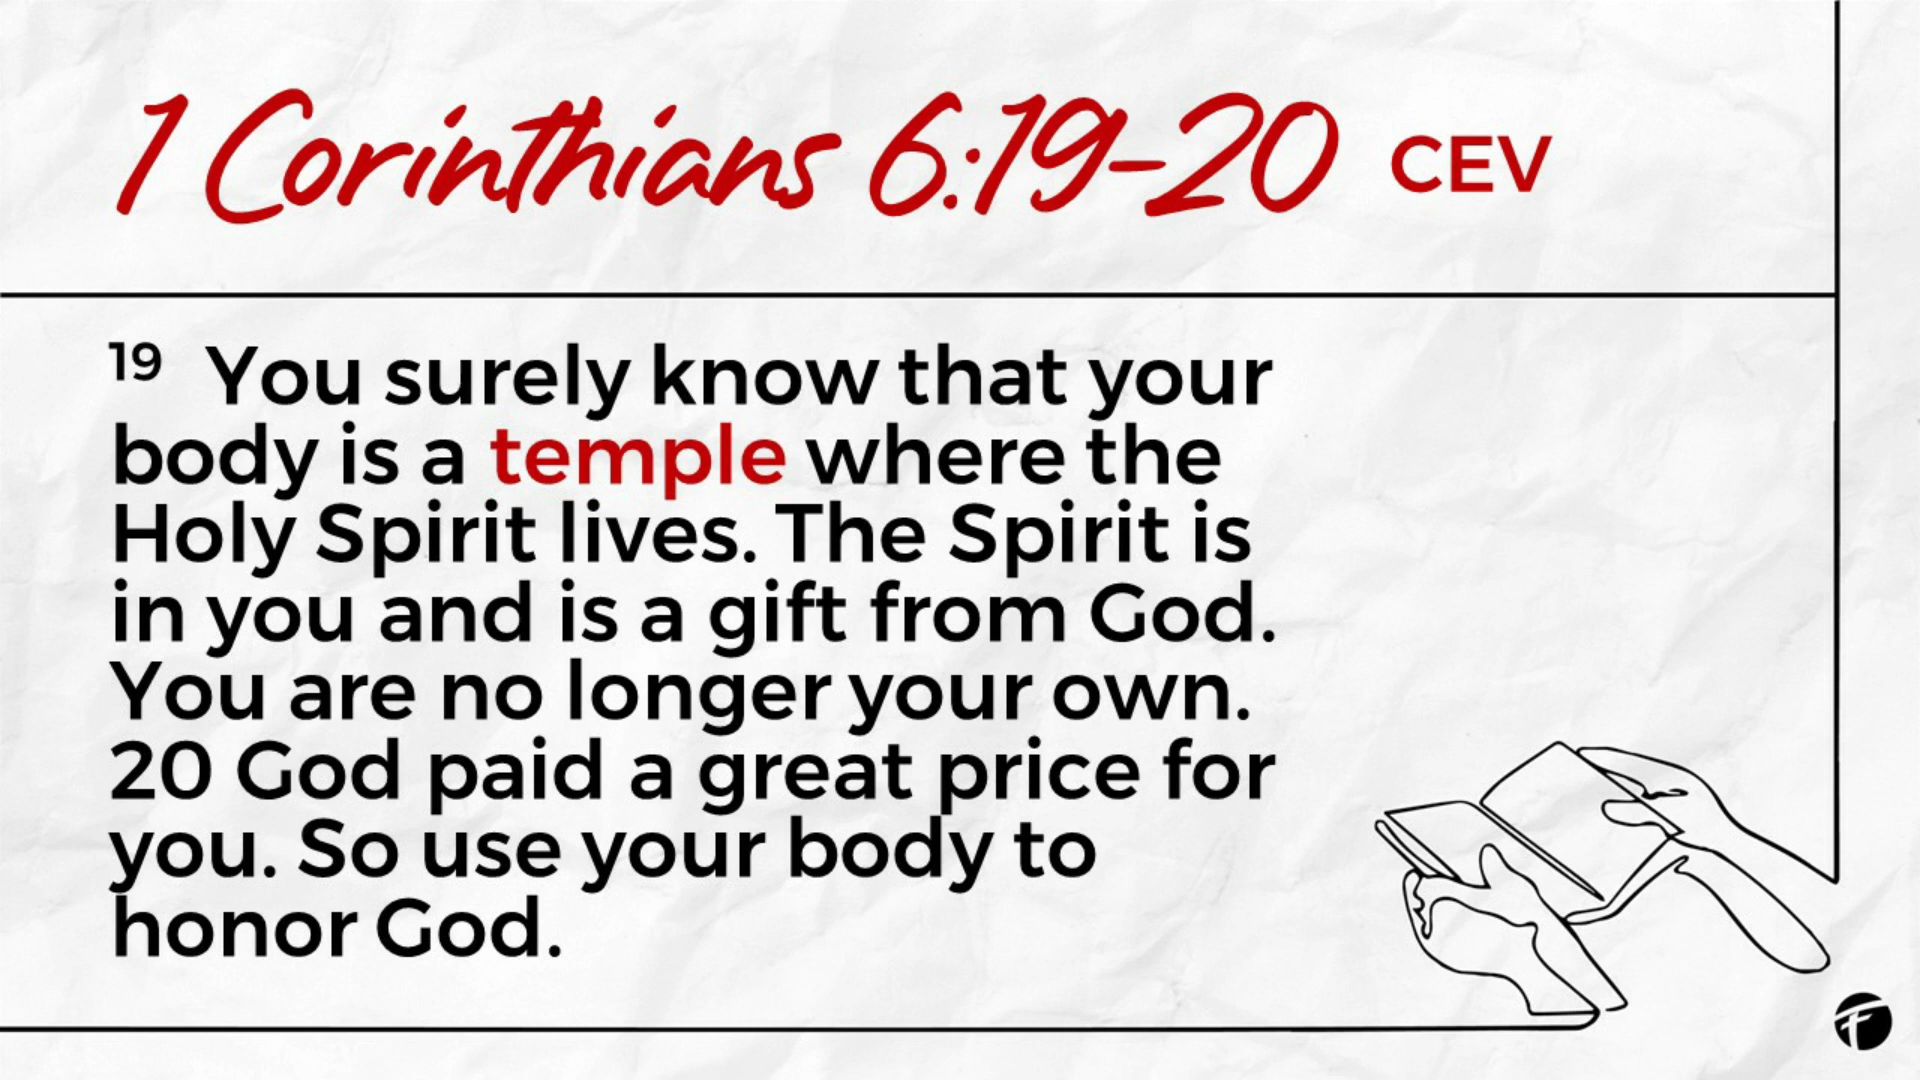 1 Corinthians 6:19-20 CEV
19 You surely know that your
body is a temple where the
Holy Spirit lives. The Spirit is
in you and is a gift from God.
You are no longer your own.
20 God paid a great price for
you. So use your body to
honor God.